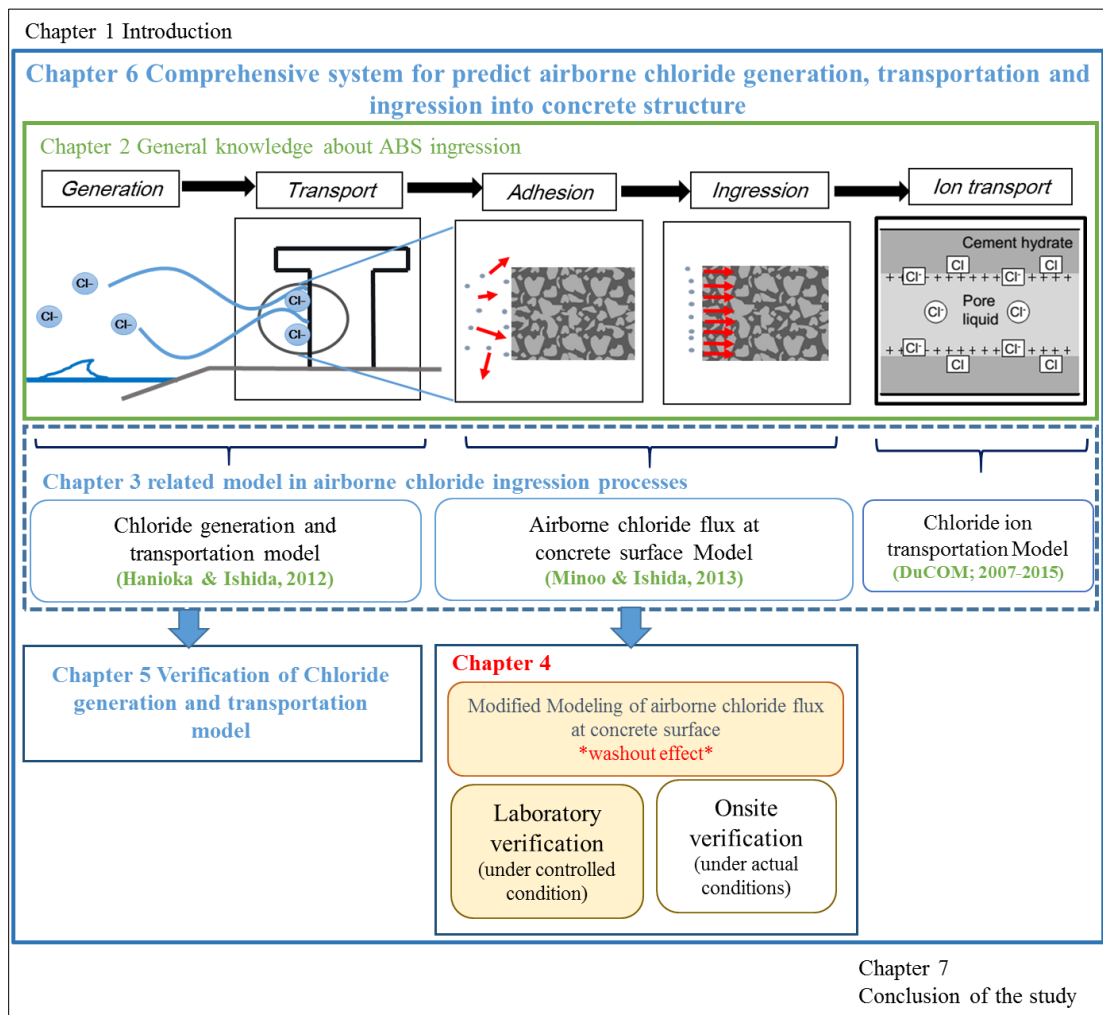 Chapter 1 Introduction
Chapter 6 Comprehensive system for predict airborne chloride generation, transportation and
ingression into concrete structure
Chapter 2 General knowledge about ABS ingression
Generation
Transport
Adhesion
Ingression
Ion transport
Cl–
Cl–
Cl–
Cl–
Cl–
Cement hydrate
Cl
Cl
Cl-
Cl-
+ + + + + + + + + +
Cl-
Pore
liquid
Cl-
Cl-
Cl-
+ + + + + + + + + +
Cl
Cl
Chapter 3 related model in airborne chloride ingression processes
Chloride generation and
transportation model
(Hanioka & Ishida, 2012)
Airborne chloride flux at
concrete surface Model
(Minoo & Ishida, 2013)
Chloride ion
transportation Model
(DuCOM; 2007-2015)
Chapter 5 Verification of Chloride
generation and transportation
model
Chapter 4
Modified Modeling of airborne chloride flux
at concrete surface
*washout effect*
Laboratory
verification
(under controlled
condition)
Onsite
verification
(under actual
conditions)
Chapter 7
Conclusion of the study